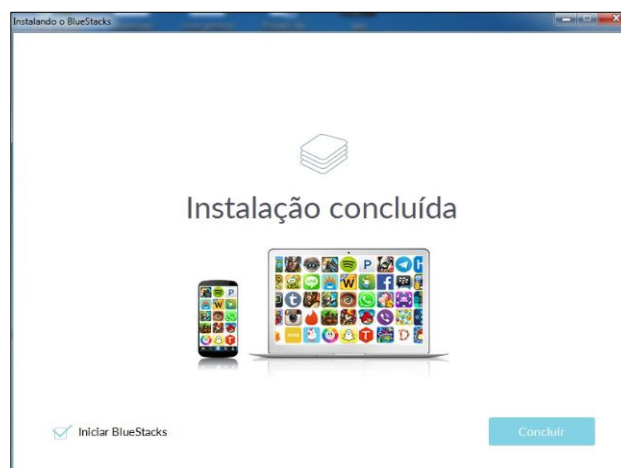 Instalando o BlueStacks
Instalação concluída
Iniciar BlueStacks
Concluir